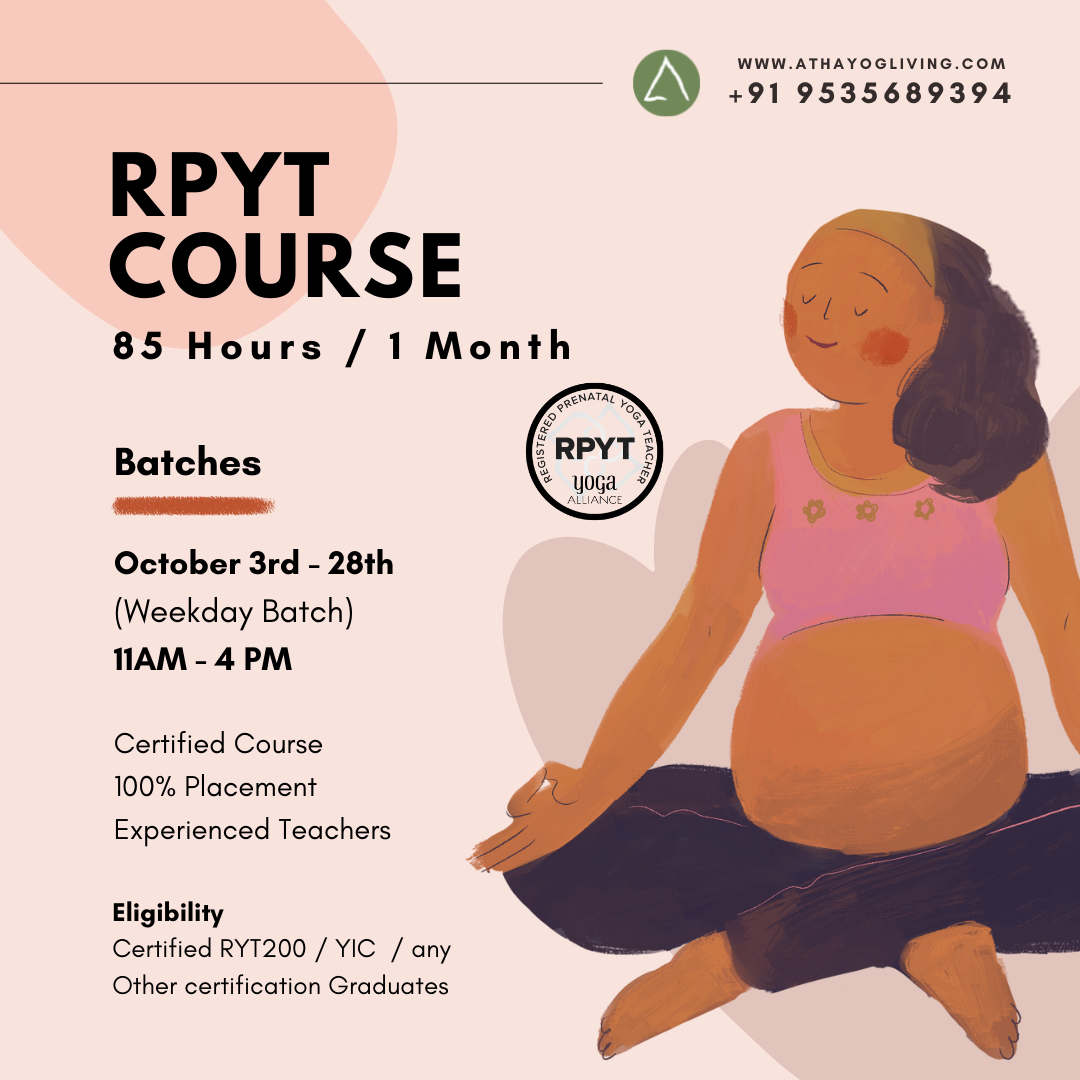 WWW.ATHAYOGLIVING.COM
+91 9535689394
RPYT
COURSE
85 Hours / 1 Month
REGISTERED PRENATAL YOGA TEACHER
RPYT
yoga
ALLIANCE
Batches
October 3rd - 28th
(Weekday Batch)
11AM - 4 PM
Certified Course
100% Placement
Experienced Teachers
Eligibility
Certified RYT200 / YIC / any
Other certification Graduates